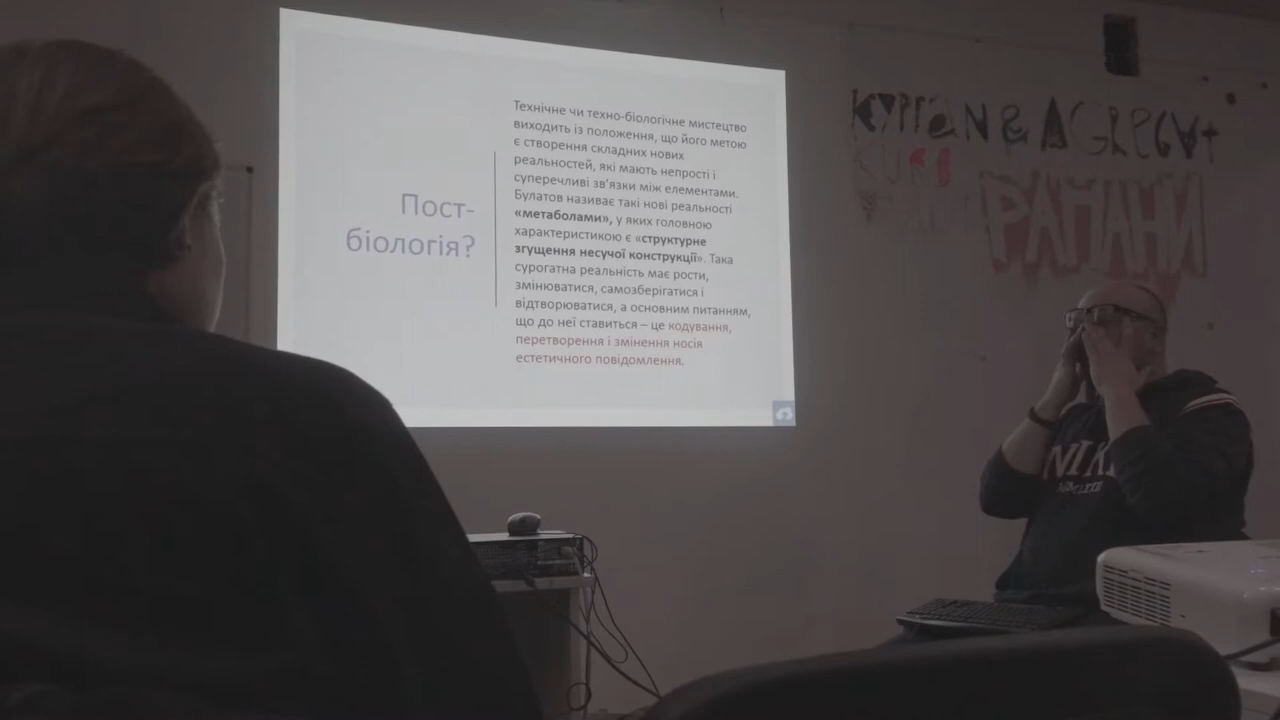 Пост-
біологія?
Технічне чи техно-біологічне мистецтво
виходить із положення, що його метою
є створення складних нових
реальностей, які мають непрості і
суперечливі зв'язки між елементами.
Булатов називає такі нові реальності
«метаболами», у яких головною
характеристикою є «структурне
згущення несучої конструкції». Така
сурогатна реальність має рости,
змінюватися, самозберігатися і
відтворюватися, а основним питанням,
що до неї ставиться – це кодування,
перетворення і змінення носія
естетичного повідомлення.
&
РАПАНИ